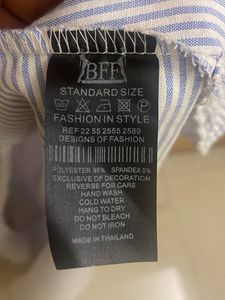 BFF
STANDARD SIZE
FASHION IN STYLE
REF 22 55 2555 2589
DESIGNS OF FASHION
POLYESTER 95% SPANDEX 5%
EXCLUSIVE OF DECORATION
REVERSE FOR CARE
HAND WASH
COLD WATER
HANG TO DRY
DO NOT BLEACH
DO NOT IRON
MADE IN THAILAND